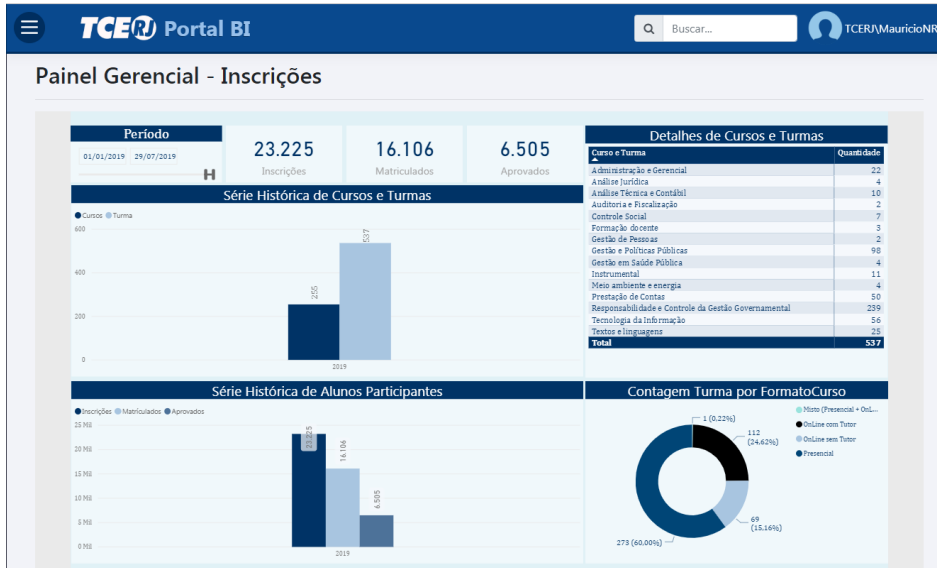 TCERJ Portal BI
Buscar...
TCERJ\MauricioNR
Painel Gerencial - Inscrições
Período
01/01/2019 29/07/2019
23.225
Inscrições
16.106
Matriculados
6.505
Aprovados
Série Histórica de Cursos e Turmas
Cursos Turma
600
400
200
0
255
537
2019
Detalhes de Cursos e Turmas
Curso e Turma Quantidade
Administração e Gerencial 22
Análise Jurídica 4
Análise Técnica e Contábil 10
Auditoria e Fiscalização 2
Controle Social 7
Formação docente 3
Gestão de Pessoas 2
Gestão e Políticas Públicas 98
Gestão em Saúde Pública 4
Instrumental 11
Meio ambiente e energia 4
Prestação de Contas 50
Responsabilidade e Controle da Gestão Governamental 239
Tecnologia da Informação 56
Textos e linguagens 25
Total 537
Série Histórica de Alunos Participantes
Inscrições Matrículados Aprovados
25 Mil
20 Mil
15 Mil
10 Mil
5 Mil
0 Mil
23.225
16.106
6.505
2019
Contagem Turma por FormatoCurso
1 (0.22%)
112
(24.62%)
69
(15.16%)
273 (60.00%)
Misto (Presencial + OnL...
OnLine com Tutor
OnLine sem Tutor
Presencial